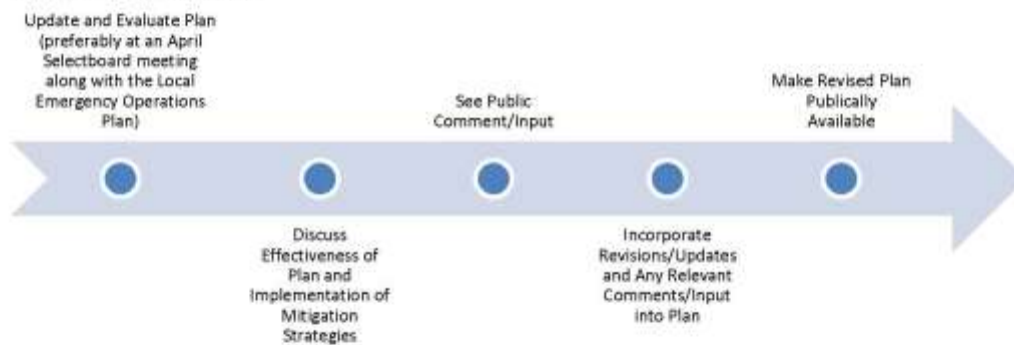 Update and Evaluate Plan
(preferably at an April
Selectboard meeting
along with the Local
Emergency Operations
Plan)
Discuss
Effectiveness of
Plan and
Implementation of
Mitigation
Strategies
See Public
Comment/Input
Incorporate
Revisions/Updates
and Any Relevant
Comments/Input
into Plan
Make Revised Plan
Publically
Available